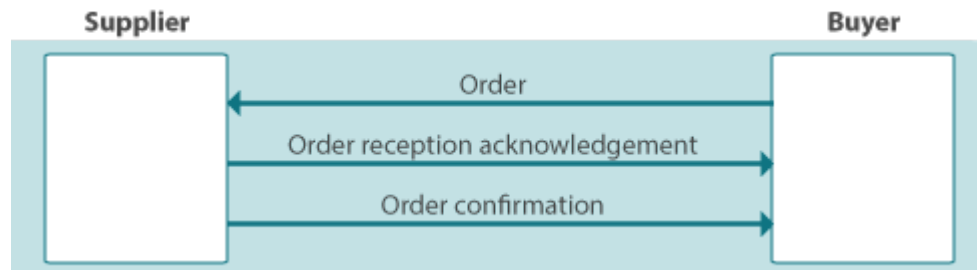 Supplier
Buyer
Order
Order reception acknowledgement
Order confirmation